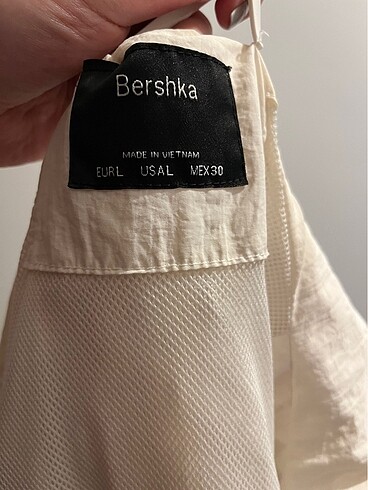 Bershka
MADE IN VIETNAM
EUR L USA L MEX 30